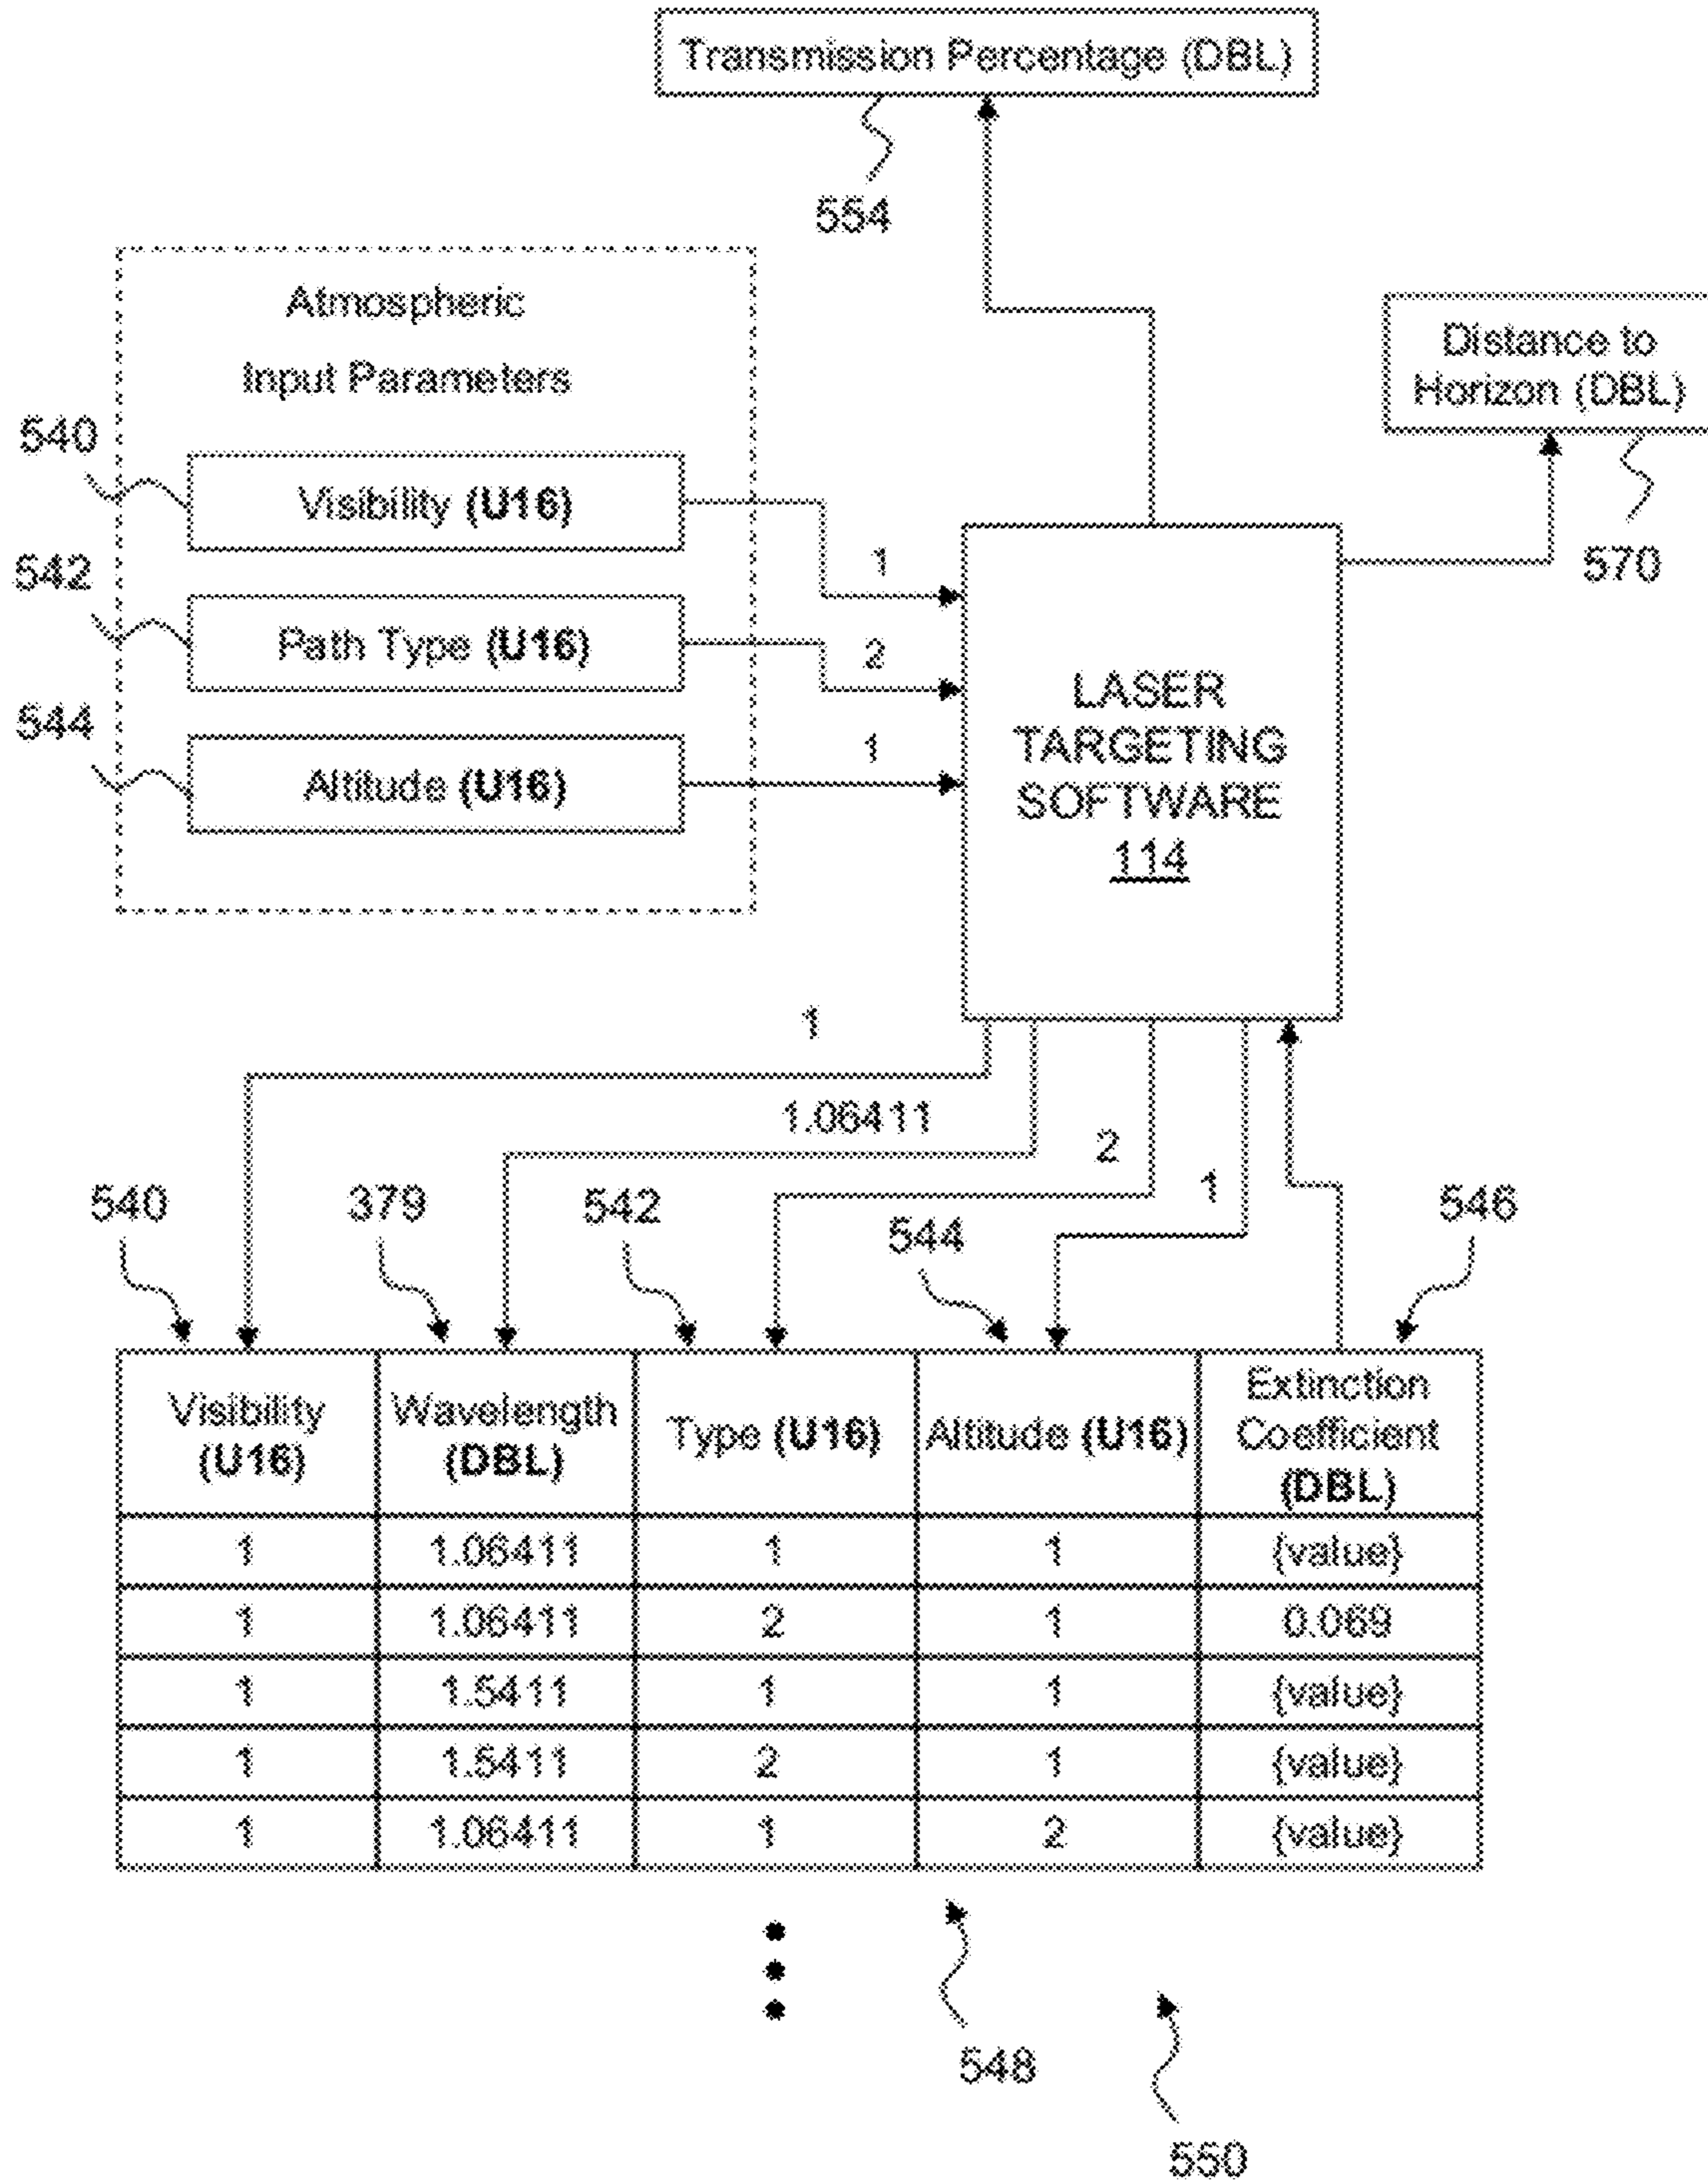 Transmission Percentage (DBL)
554
Atmospheric
Input Parameters
Distance to
Horizon (DBL)
570
540
Visibility (U16)
1
542
Path Type (U16)
2
544
Altitude (U16)
1
LASER
TARGETING
SOFTWARE
114
1
1.06411
2
1
540
379
542
544
546
Visibility
(U16)
Wavelength
(DBL)
Type (U16)
Altitude (U16)
Extinction
Coefficient
(DBL)
1 1.06411 1 1 {value}
1 1.06411 2 1 0.069
1 1.5411 1 1 {value}
1 1.5411 2 1 {value}
1 1.06411 1 2 {value}
548
550